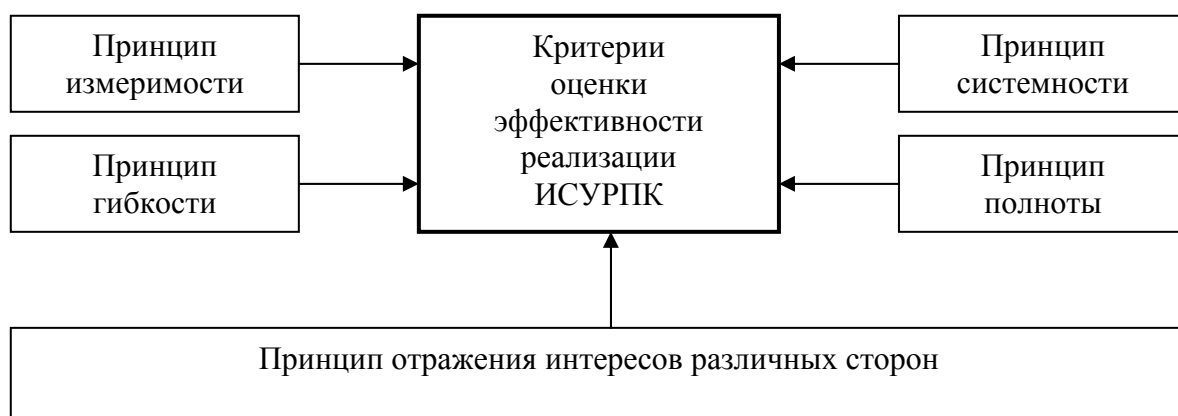 Принцип
измеримости
Принцип
гибкости
Критерии
оценки
эффективности
реализации
ИСУРПК
Принцип
системности
Принцип
полноты
Принцип отражения интересов различных сторон